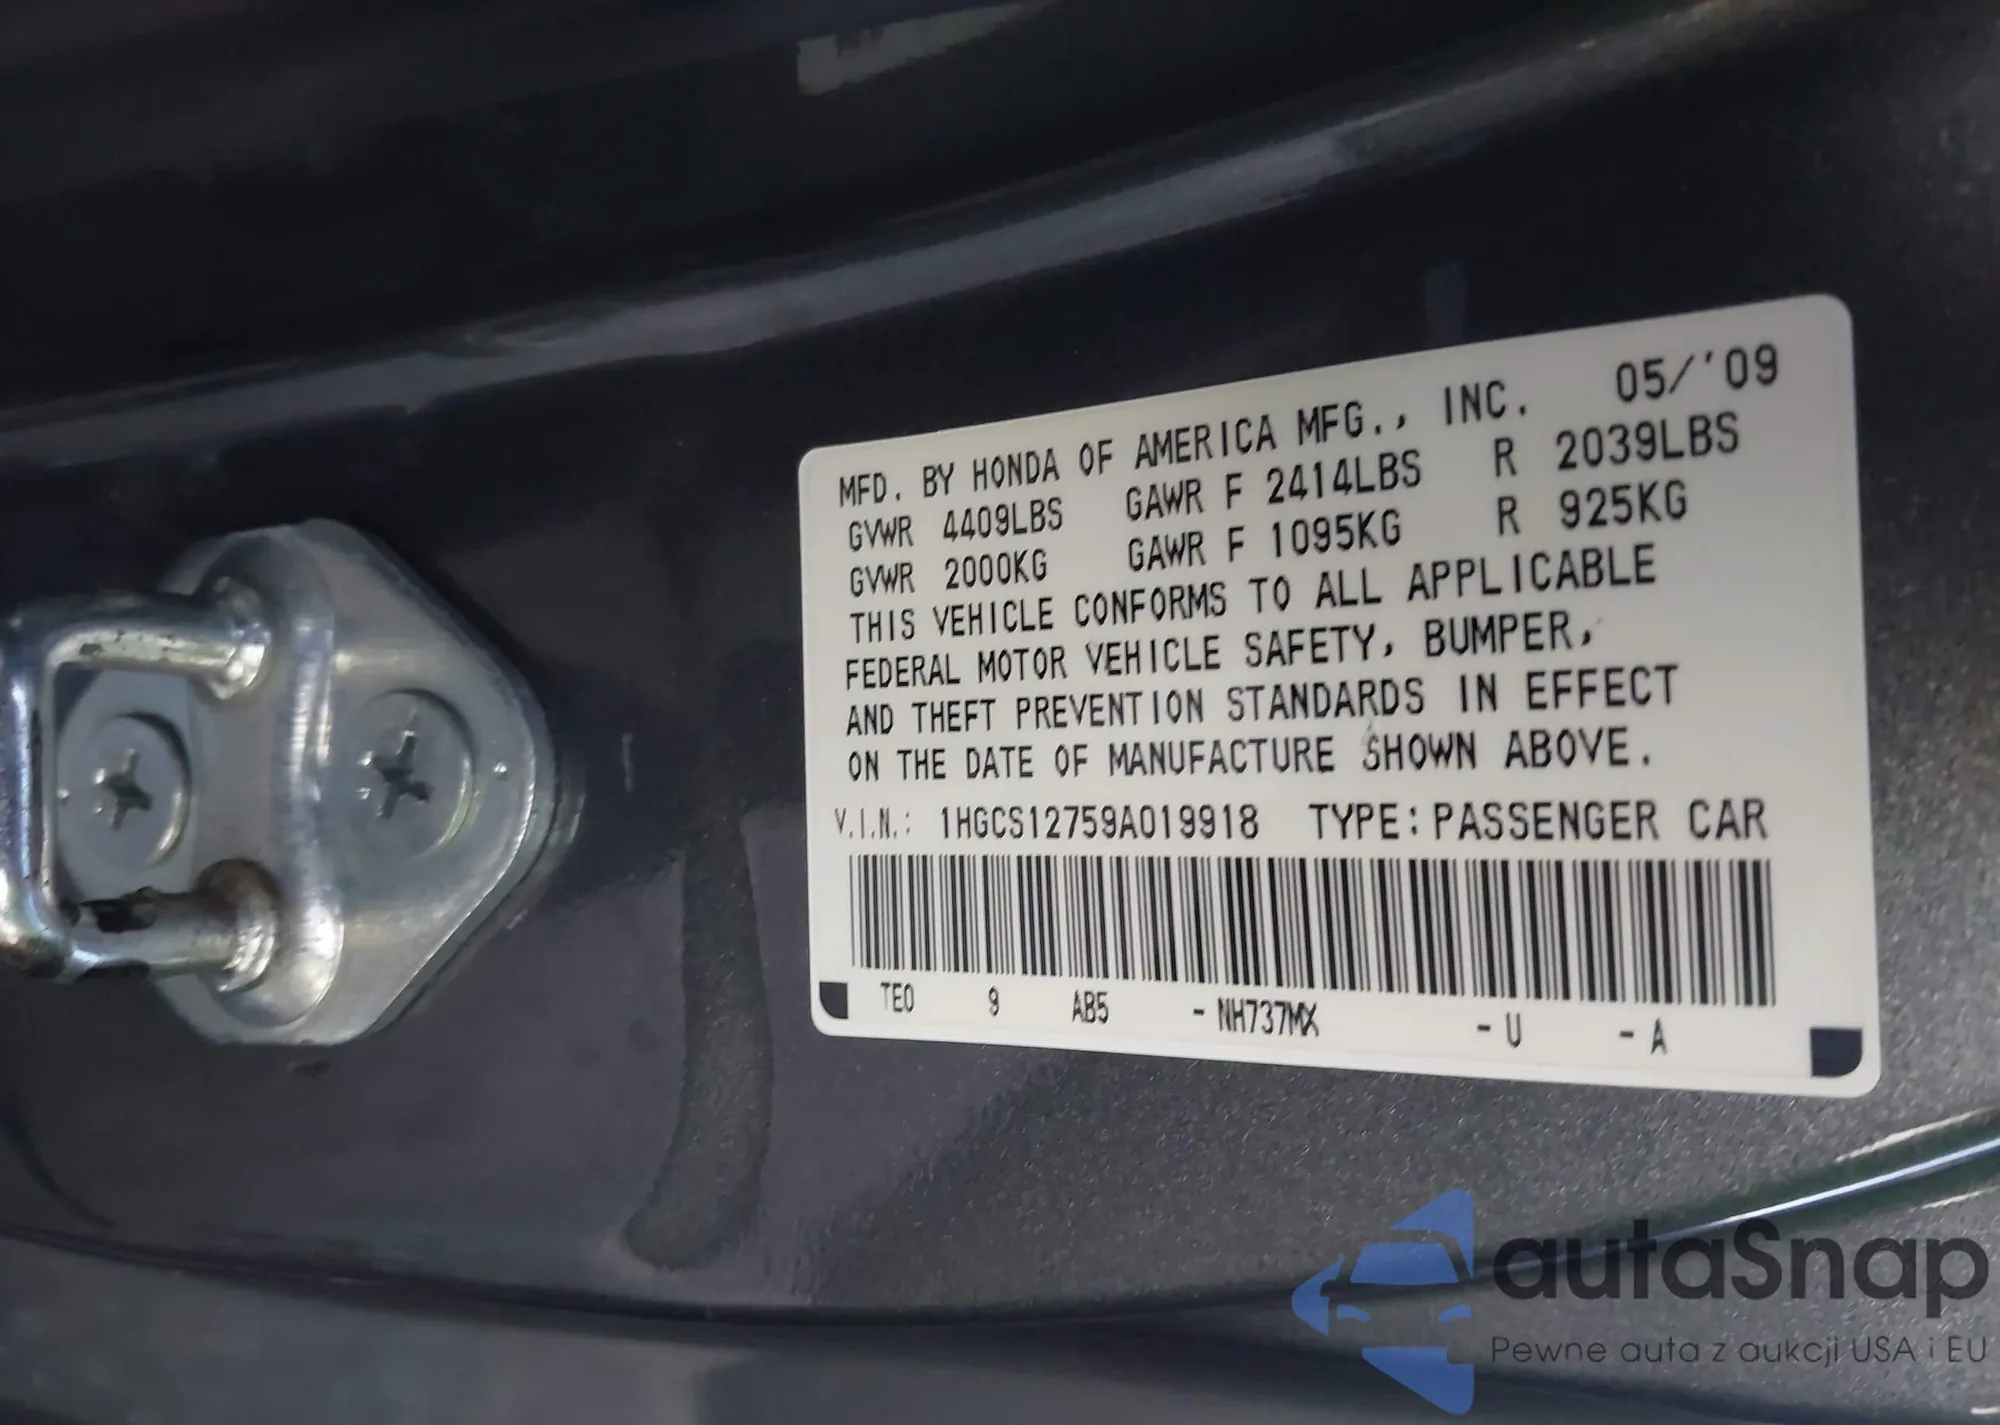 MFD. BY HONDA OF AMERICA MFG., INC. 05/'09
GVWR 4409LBS GAWR F 2414LBS R 2039LBS
GVWR 2000KG GAWR F 1095KG R 925KG
THIS VEHICLE CONFORMS TO ALL APPLICABLE
FEDERAL MOTOR VEHICLE SAFETY, BUMPER,
AND THEFT PREVENTION STANDARDS IN EFFECT
ON THE DATE OF MANUFACTURE SHOWN ABOVE.
V.I.N.: 1HGCS12759A019918 TYPE: PASSENGER CAR
TE0 9 AB5 - NH737MX - U - A
autaSnap
Pewne auta z aukcji USA i EU